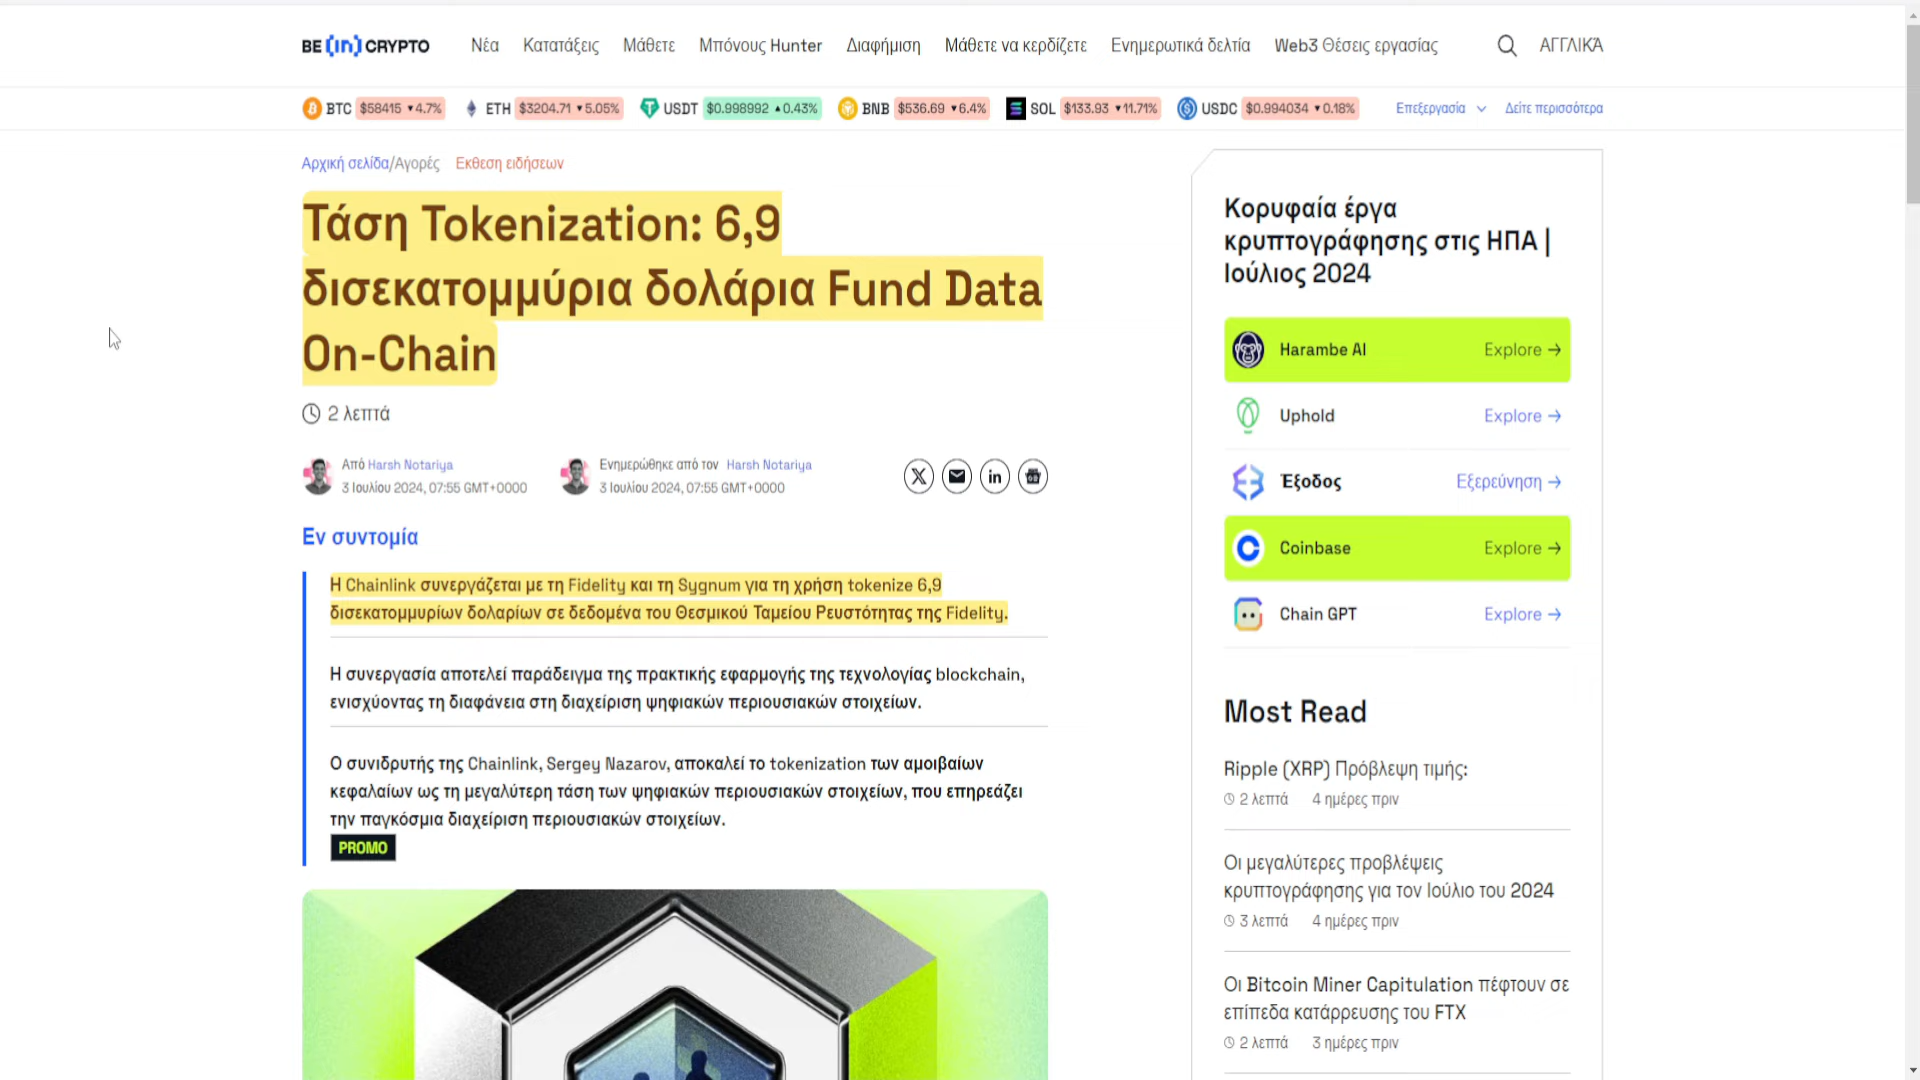 BE[in]CRYPTO Νέα Κατατάξεις Μάθετε Μπόνους Hunter Διαφήμιση Μάθετε να κερδίζετε Ενημερωτικά δελτία Web3 Θέσεις εργασίας ΑΓΓΛΙΚΆ
BTC $58415 ▾4.7% ETH $3204.71 ▾5.05% USDT $0.998992 ▴0.43% BNB $536.69 ▾6.4% SOL $133.93 ▾11.71% USDC $0.994034 ▾0.18% Επεξεργασία Δείτε περισσότερα
Αρχική σελίδα/Αγορές Εκθεση ειδήσεων
Τάση Tokenization: 6,9
δισεκατομμύρια δολάρια Fund Data
On-Chain
2 λεπτά
Από Harsh Notariya
3 Ιουλίου 2024, 07:55 GMT+0000
Ενημερώθηκε από τον Harsh Notariya
3 Ιουλίου 2024, 07:55 GMT+0000
Εν συντομία
Η Chainlink συνεργάζεται με τη Fidelity και τη Sygnum για τη χρήση tokenize 6,9
δισεκατομμυρίων δολαρίων σε δεδομένα του Θεσμικού Ταμείου Ρευστότητας της Fidelity.
Η συνεργασία αποτελεί παράδειγμα της πρακτικής εφαρμογής της τεχνολογίας blockchain,
ενισχύοντας τη διαφάνεια στη διαχείριση ψηφιακών περιουσιακών στοιχείων.
Ο συνιδρυτής της Chainlink, Sergey Nazarov, αποκαλεί το tokenization των αμοιβαίων
κεφαλαίων ως τη μεγαλύτερη τάση των ψηφιακών περιουσιακών στοιχείων, που επηρεάζει
την παγκόσμια διαχείριση περιουσιακών στοιχείων.
PROMO
Κορυφαία έργα
κρυπτογράφησης στις ΗΠΑ |
Ιούλιος 2024
Harambe AI Explore →
Uphold Explore →
Έξοδος Εξερεύνηση →
Coinbase Explore →
Chain GPT Explore →
Most Read
Ripple (XRP) Πρόβλεψη τιμής:
2 λεπτά 4 ημέρες πριν
Οι μεγαλύτερες προβλέψεις
κρυπτογράφησης για τον Ιούλιο του 2024
3 λεπτά 4 ημέρες πριν
Οι Bitcoin Miner Capitulation πέφτουν σε
επίπεδα κατάρρευσης του FTX
2 λεπτά 3 ημέρες πριν